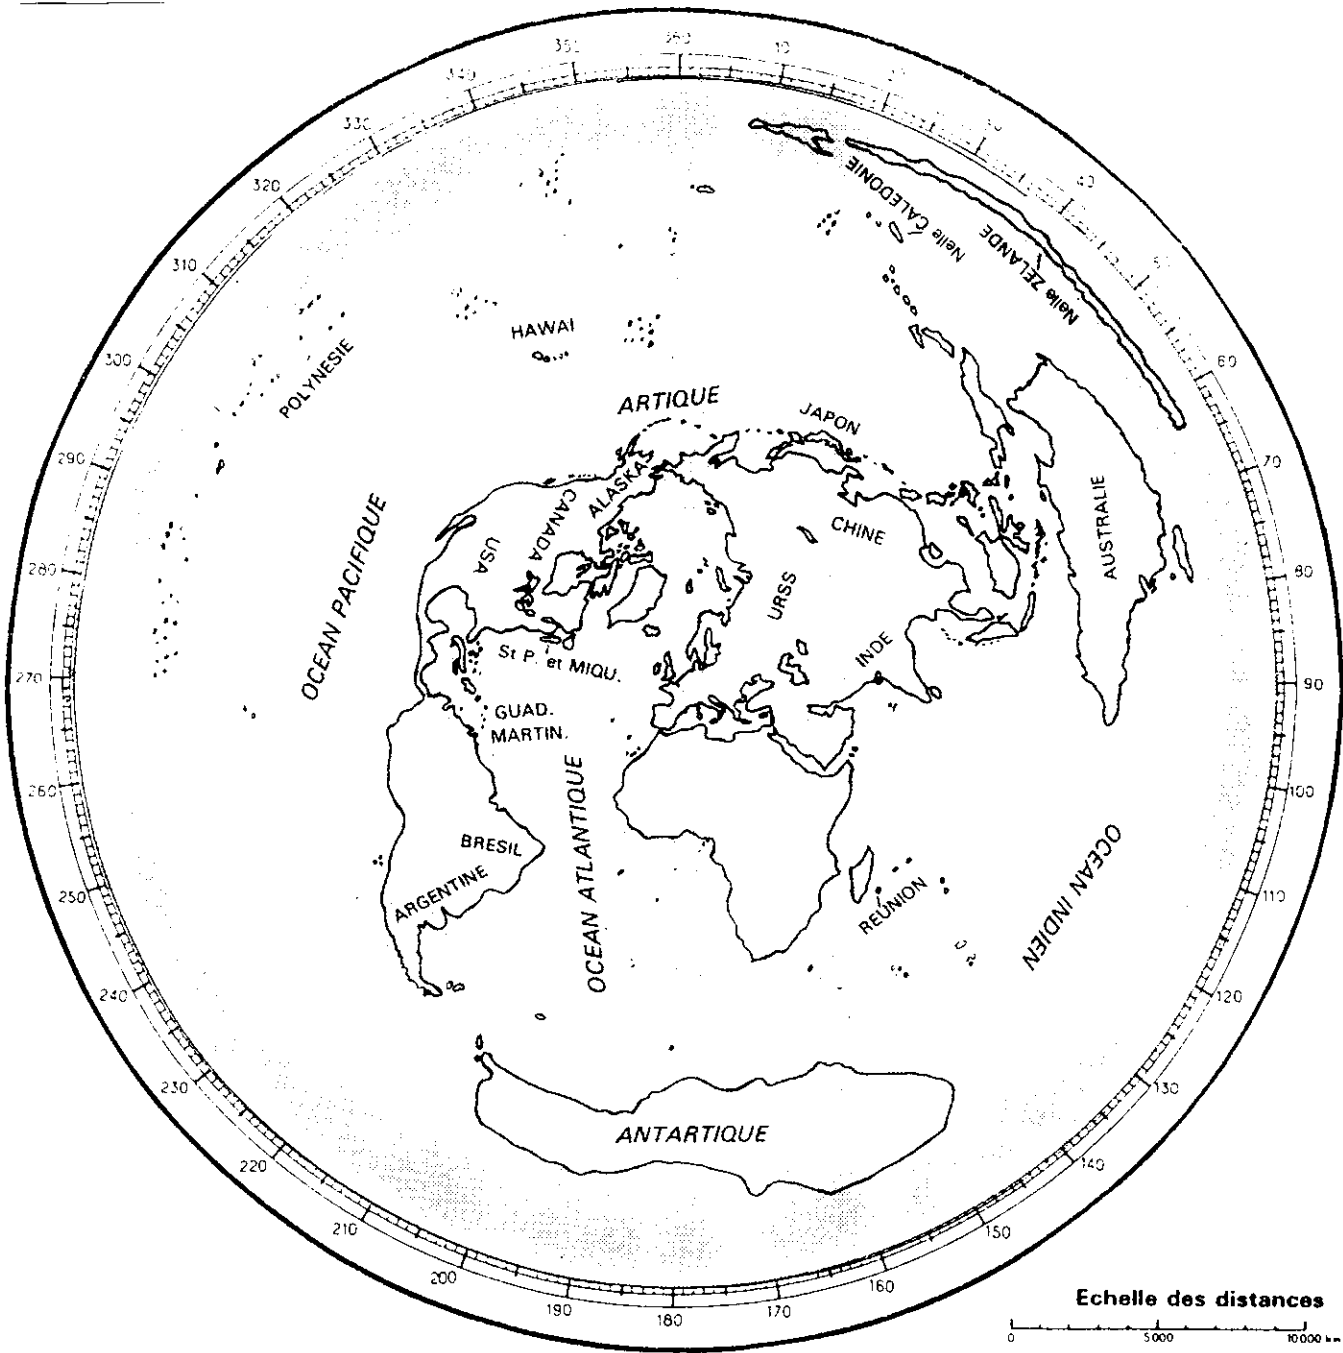 360
10
20
30
40
50
60
70
80
90
100
110
120
130
140
150
160
170
180
190
200
210
220
230
240
250
260
270
280
290
300
310
320
330
340
350
Nelle CALEDONIE
Nelle ZELANDE
HAWAI
POLYNESIE
ARTIQUE
JAPON
ALASKA
CANADA
USA
CHINE
URSS
INDE
AUSTRALIE
OCEAN PACIFIQUE
St P. et MIQU.
GUAD.
MARTIN.
OCEAN ATLANTIQUE
BRESIL
ARGENTINE
REUNION
OCEAN INDIEN
ANTARTIQUE
Echelle des distances
0 5000 10000 km